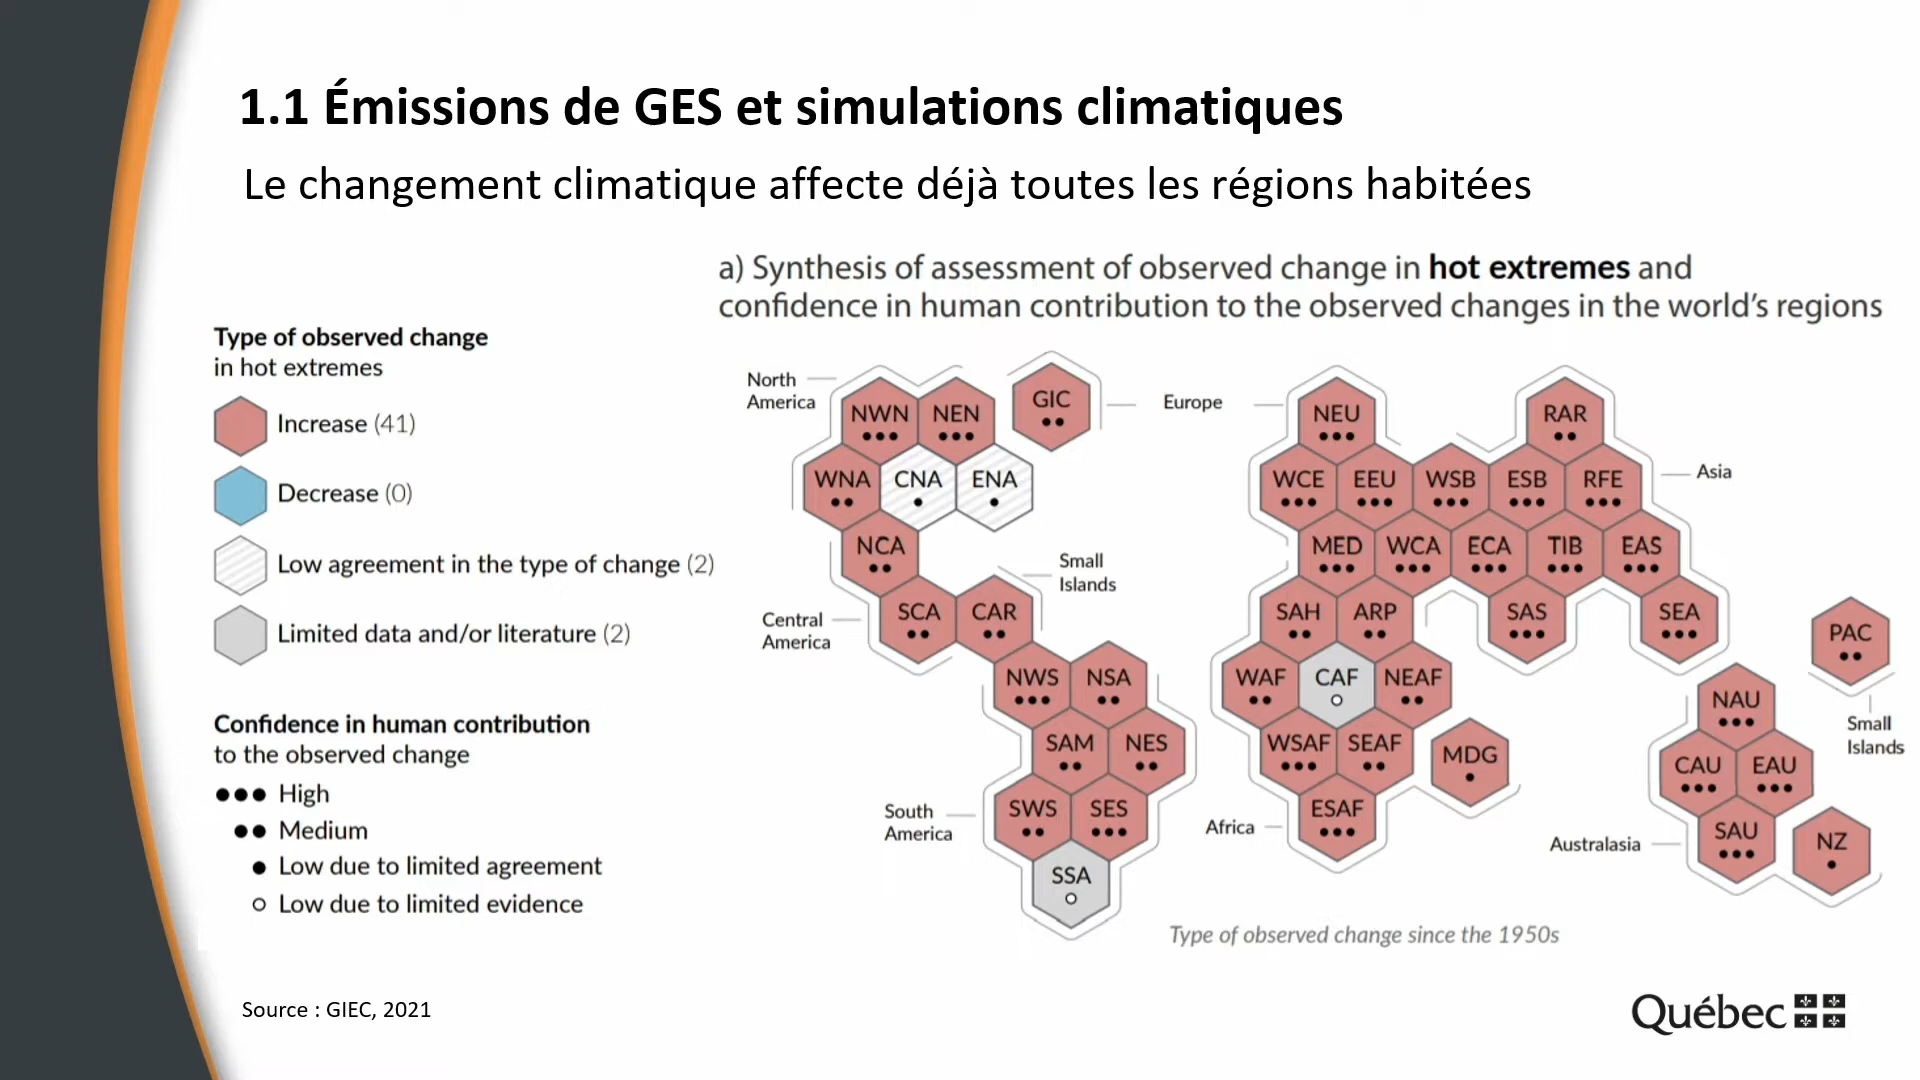 1.1 Émissions de GES et simulations climatiques
Le changement climatique affecte déjà toutes les régions habitées
a) Synthesis of assessment of observed change in hot extremes and
confidence in human contribution to the observed changes in the world's regions
Type of observed change
in hot extremes
Increase (41)
Decrease (0)
Low agreement in the type of change (2)
Limited data and/or literature (2)
Confidence in human contribution
to the observed change
●●● High
●● Medium
● Low due to limited agreement
○ Low due to limited evidence
North
America
NWN
●●●
NEN
●●●
GIC
●●
WNA
●●
CNA
●
ENA
●
NCA
●●
Small
Islands
Central
America
SCA
●●
CAR
●●
NWS
●●●
NSA
●●
SAM
●●
NES
●●
South
America
SWS
●●
SES
●●●
SSA
○
Europe
NEU
●●●
RAR
●●
WCE
●●●
EEU
●●●
WSB
●●●
ESB
●●●
RFE
●●●
Asia
MED
●●●
WCA
●●●
ECA
●●●
TIB
●●●
EAS
●●●
SAH
●●
ARP
●●
SAS
●●●
SEA
●●●
WAF
●●
CAF
○
NEAF
●●
WSAF
●●●
SEAF
●●
MDG
●
Africa
ESAF
●●●
PAC
●●
Small
Islands
NAU
●●●
CAU
●●●
EAU
●●●
Australasia
SAU
●●●
NZ
●
Type of observed change since the 1950s
Source : GIEC, 2021
Québec